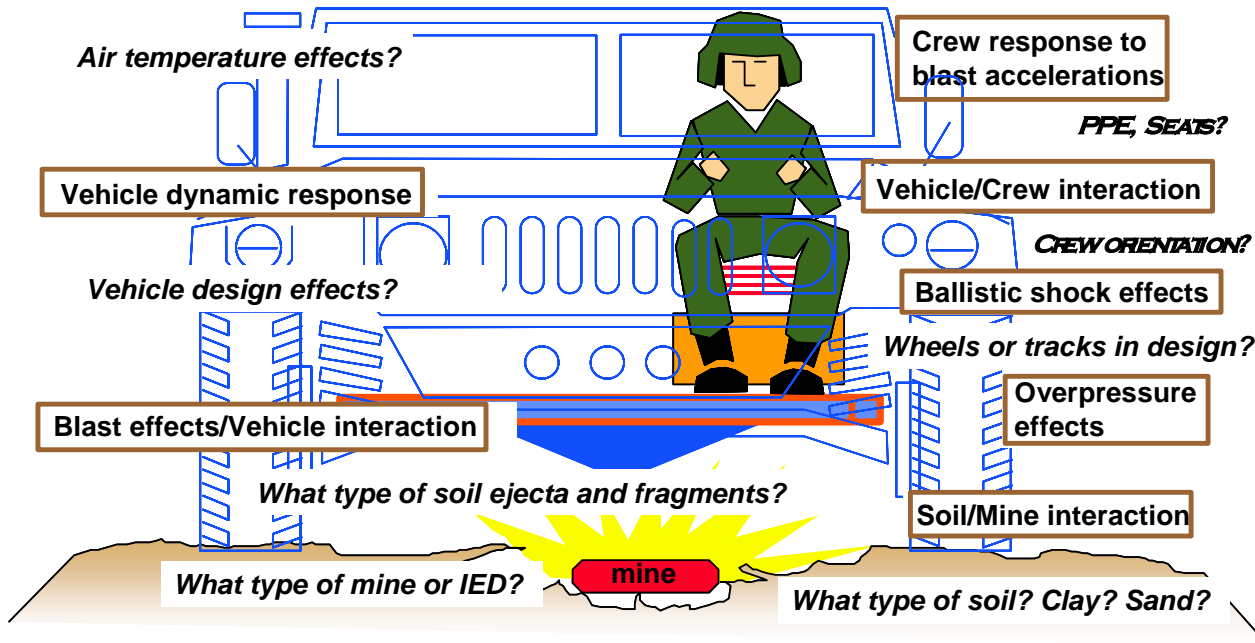 Air temperature effects?
Crew response to
blast accelerations
PPE, SEATS?
Vehicle dynamic response
Vehicle/Crew interaction
CREW ORENTATION?
Vehicle design effects?
Ballistic shock effects
Wheels or tracks in design?
Overpressure
effects
Blast effects/Vehicle interaction
What type of soil ejecta and fragments?
Soil/Mine interaction
What type of mine or IED?
mine
What type of soil? Clay? Sand?